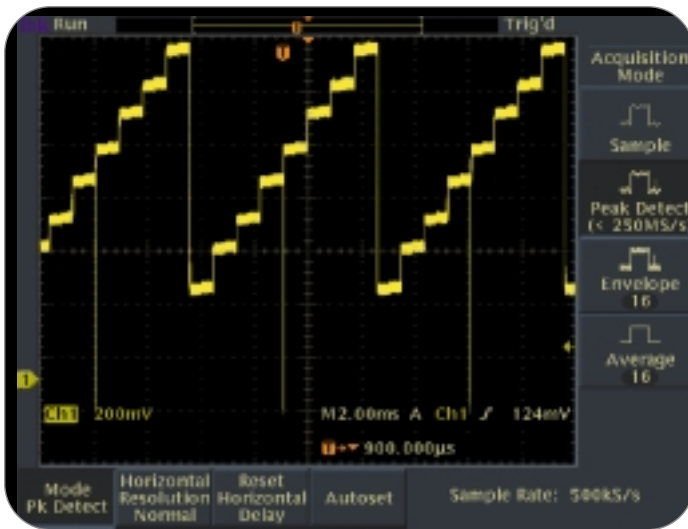 Run
Trig'd
Acquisition
Mode
Sample
Peak Detect
(< 250MS/s
Envelope
16
Average
16
1
Ch1 200mV
M2.00ms A Ch1 124mV
900.000µs
Mode
Pk Detect
Horizontal
Resolution
Normal
Reset
Horizontal
Delay
Autoset
Sample Rate: 500kS/s